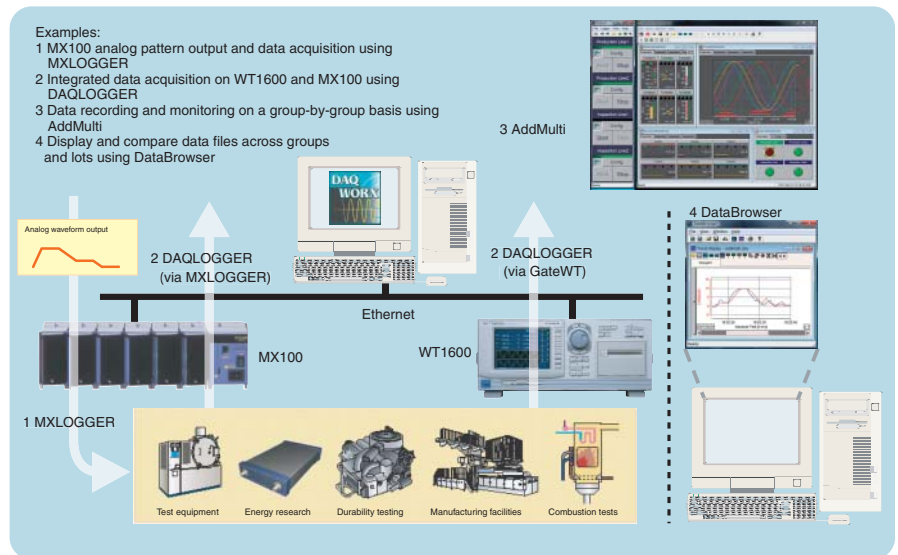 Examples:
1 MX100 analog pattern output and data acquisition using
MXLOGGER
2 Integrated data acquisition on WT1600 and MX100 using
DAQLOGGER
3 Data recording and monitoring on a group-by-group basis using
AddMulti
4 Display and compare data files across groups
and lots using DataBrowser
3 AddMulti
DAQ
WORX
4 DataBrowser
Analog waveform output
2 DAQLOGGER
(via MXLOGGER)
2 DAQLOGGER
(via GateWT)
Ethernet
MX100
WT1600
1 MXLOGGER
Test equipment
Energy research
Durability testing
Manufacturing facilities
Combustion tests